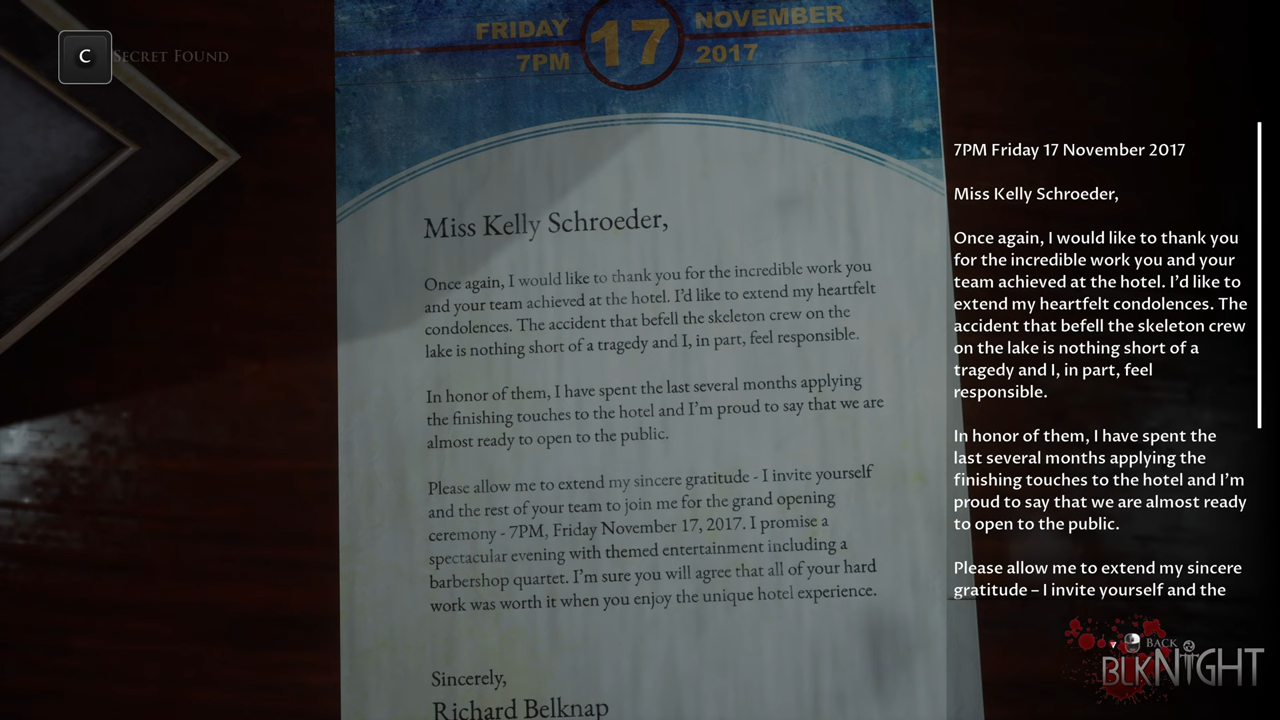 C
SECRET FOUND
FRIDAY
7PM
17
NOVEMBER
2017
Miss Kelly Schroeder,
Once again, I would like to thank you for the incredible work you
and your team achieved at the hotel. I'd like to extend my heartfelt
condolences. The accident that befell the skeleton crew on the
lake is nothing short of a tragedy and I, in part, feel responsible.
In honor of them, I have spent the last several months applying
the finishing touches to the hotel and I'm proud to say that we are
almost ready to open to the public.
Please allow me to extend my sincere gratitude - I invite yourself
and the rest of your team to join me for the grand opening
ceremony - 7PM, Friday November 17, 2017. I promise a
spectacular evening with themed entertainment including a
barbershop quartet. I'm sure you will agree that all of your hard
work was worth it when you enjoy the unique hotel experience.
Sincerely,
Richard Belknap
7PM Friday 17 November 2017
Miss Kelly Schroeder,
Once again, I would like to thank you
for the incredible work you and your
team achieved at the hotel. I'd like to
extend my heartfelt condolences. The
accident that befell the skeleton crew
on the lake is nothing short of a
tragedy and I, in part, feel
responsible.
In honor of them, I have spent the
last several months applying the
finishing touches to the hotel and I'm
proud to say that we are almost ready
to open to the public.
Please allow me to extend my sincere
gratitude – I invite yourself and the
BACK
BLKNIGHT